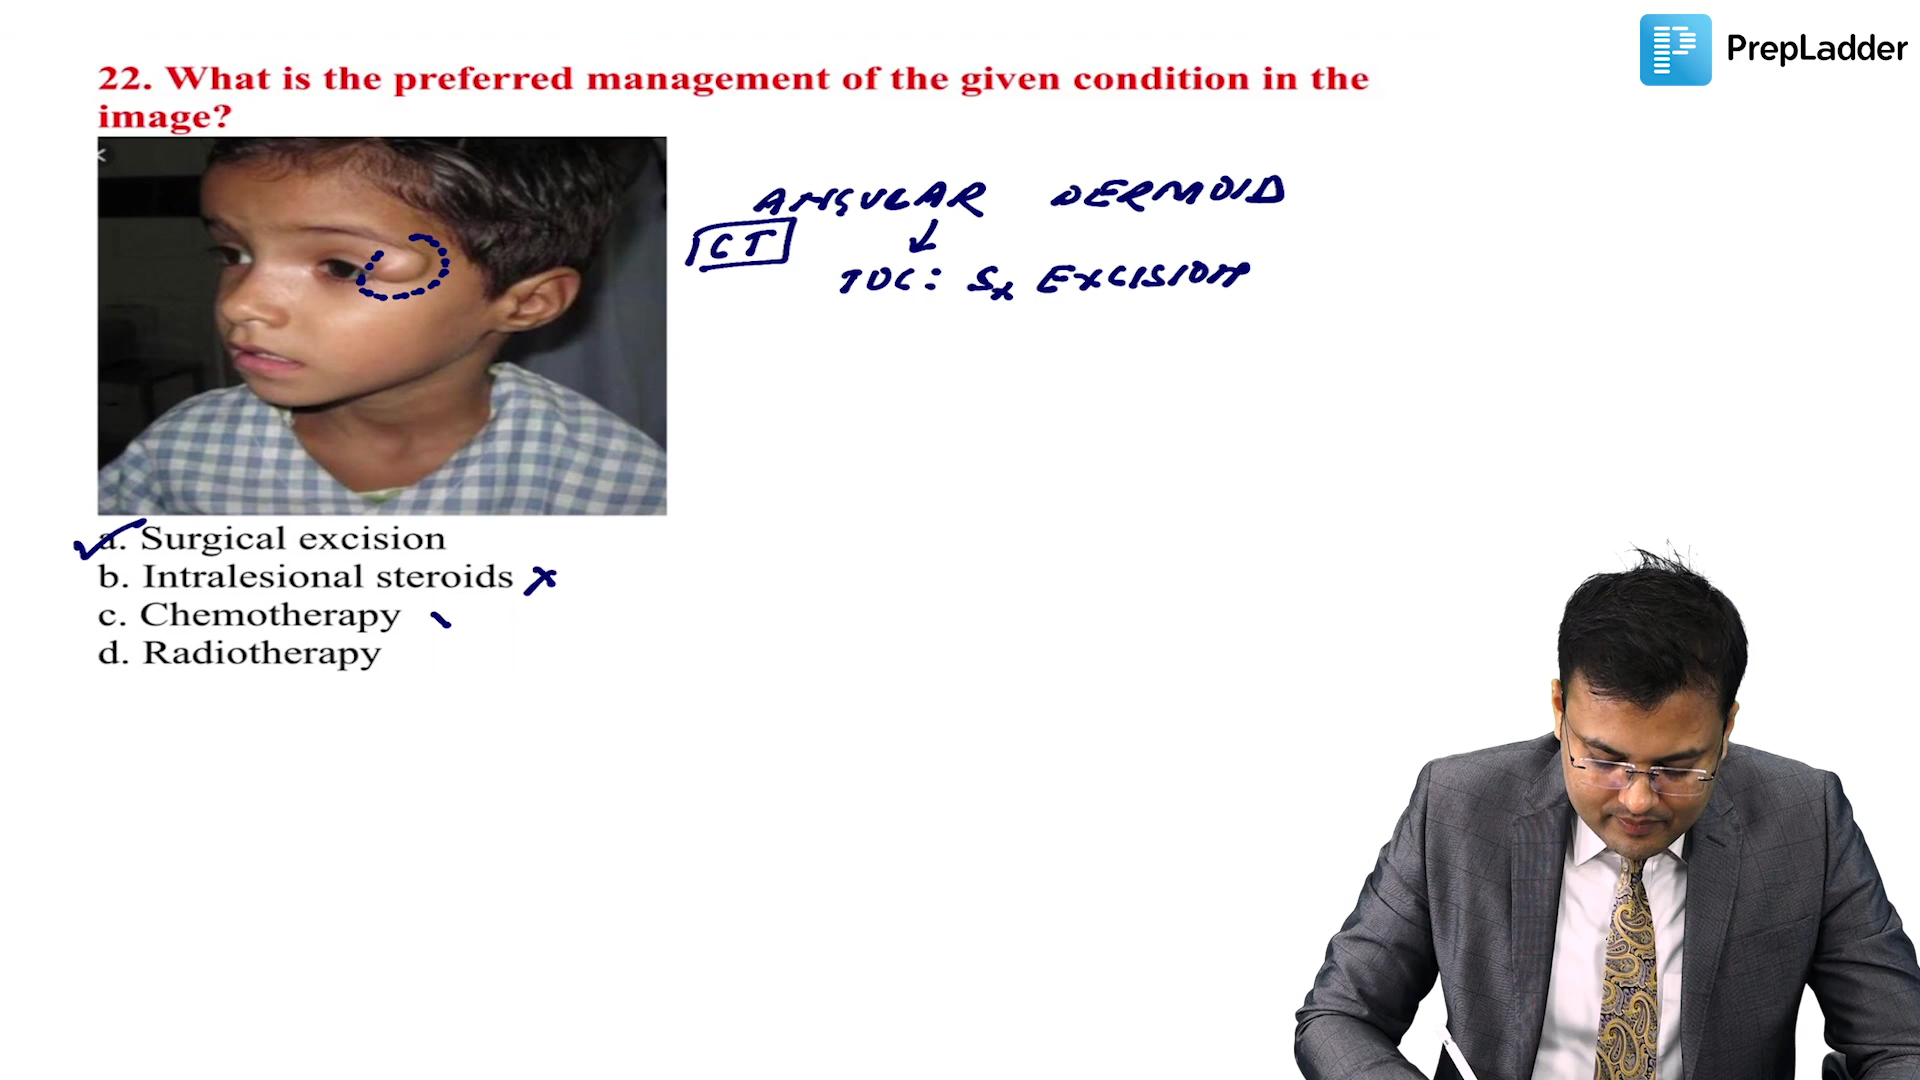 PrepLadder
22. What is the preferred management of the given condition in the
image?
ANGULAR DERMOID
CT
TOC: Sx EXCISION
a. Surgical excision
b. Intralesional steroids x
c. Chemotherapy
d. Radiotherapy